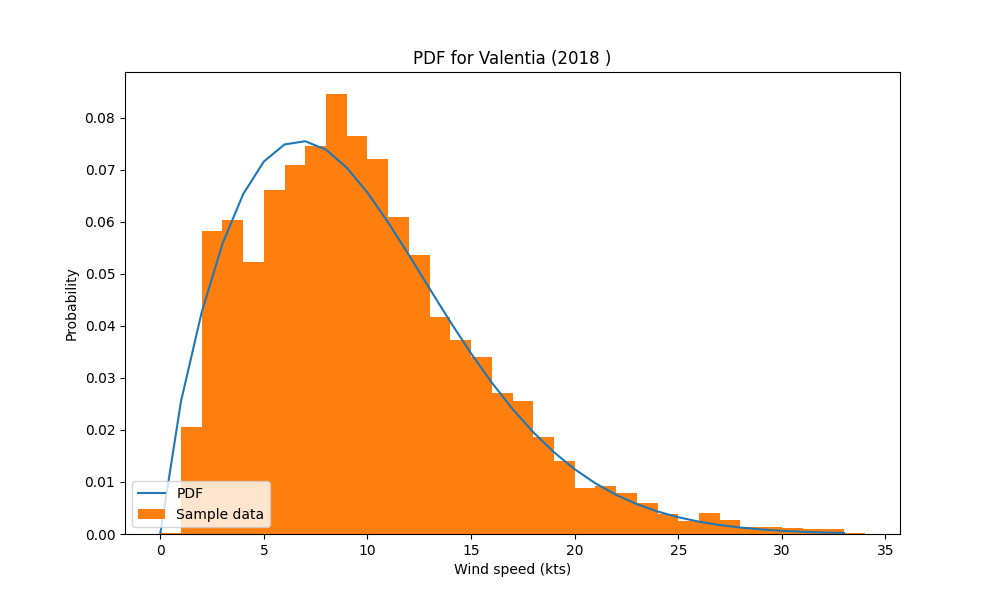 PDF for Valentia (2018 )
Probability
0.08
0.07
0.06
0.05
0.04
0.03
0.02
0.01
0.00
PDF
Sample data
0 5 10 15 20 25 30 35
Wind speed (kts)